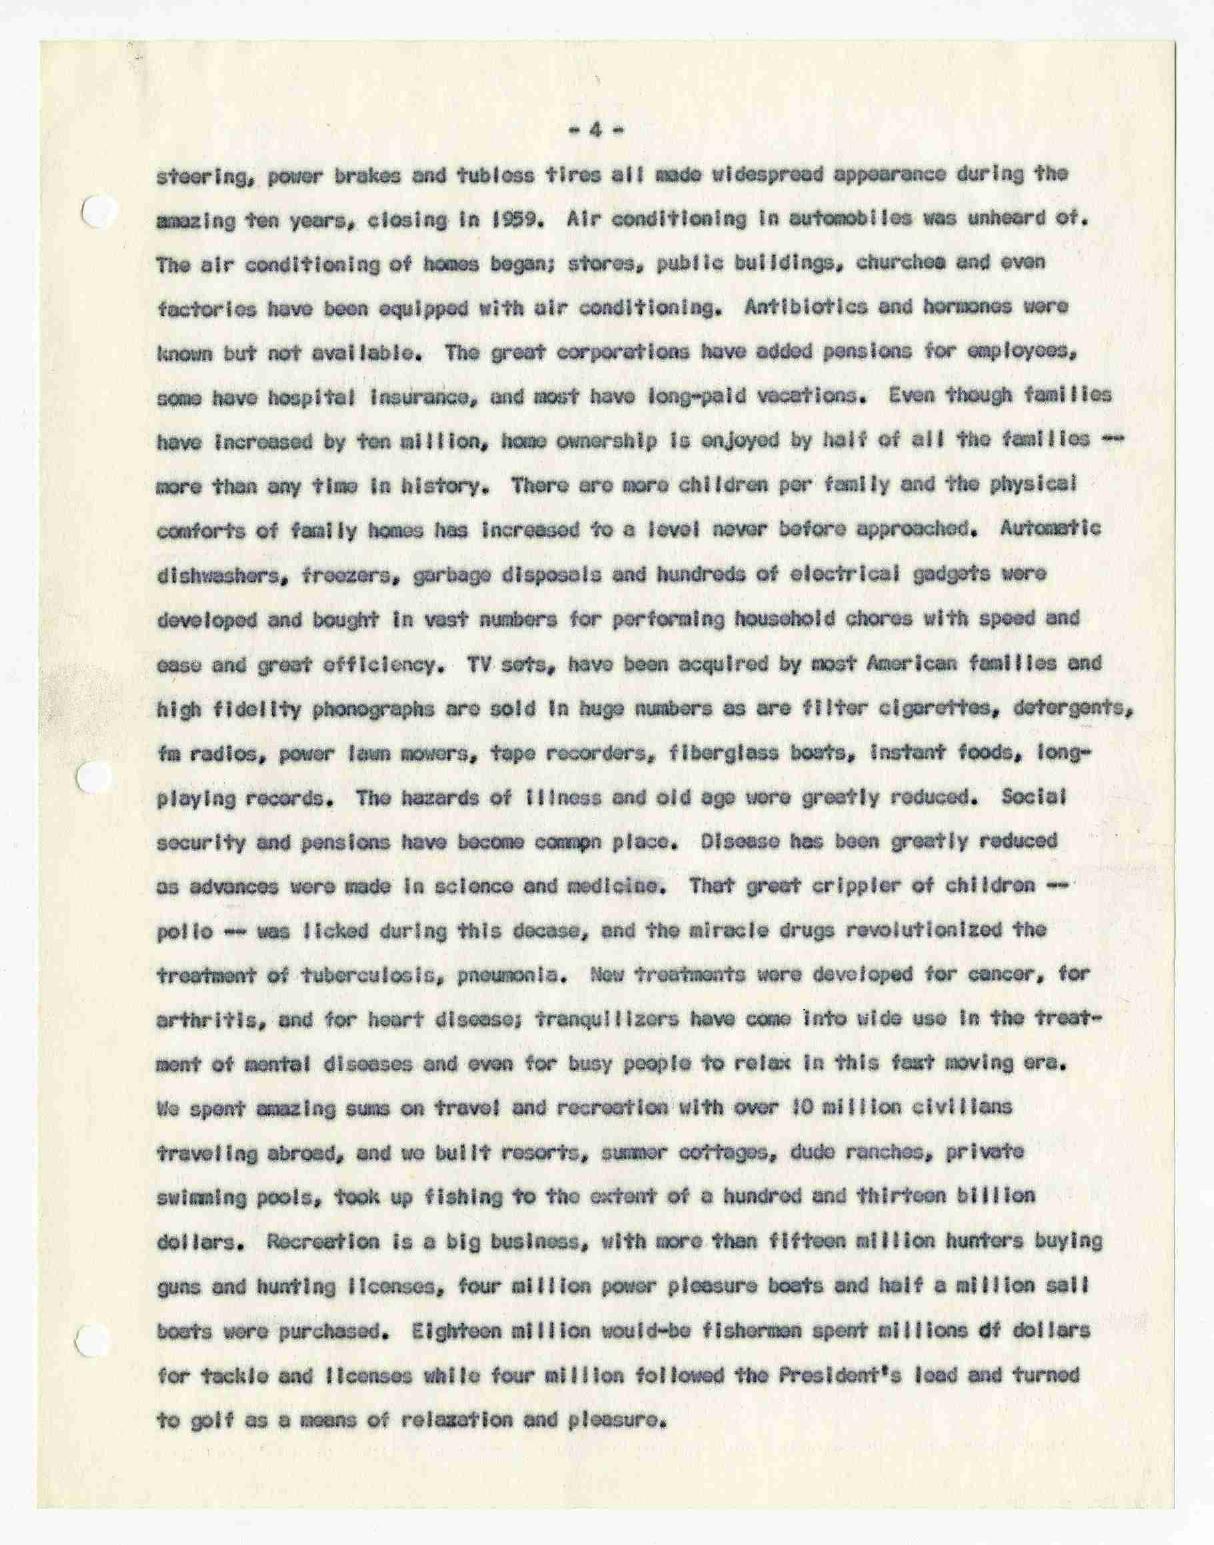 - 4 -
steering, power brakes and tubless tires all made widespread appearance during the
amazing ten years, closing in 1959.  Air conditioning in automobiles was unheard of.
The air conditioning of homes began; stores, public buildings, churches and even
factories have been equipped with air conditioning.  Antibiotics and hormones were
known but not available.  The great corporations have added pensions for employees,
some have hospital insurance, and most have long-paid vacations.  Even though families
have increased by ten million, home ownership is enjoyed by half of all the families --
more than any time in history.  There are more children per family and the physical
comforts of family homes has increased to a level never before approached.  Automatic
dishwashers, freezers, garbage disposals and hundreds of electrical gadgets were
developed and bought in vast numbers for performing household chores with speed and
ease and great efficiency.  TV sets, have been acquired by most American families and
high fidelity phonographs are sold in huge numbers as are filter cigarettes, detergents,
fm radios, power lawn mowers, tape recorders, fiberglass boats, instant foods, long-
playing records.  The hazards of illness and old age were greatly reduced.  Social
security and pensions have become common place.  Disease has been greatly reduced
as advances were made in science and medicine.  That great crippler of children --
polio -- was licked during this decase, and the miracle drugs revolutionized the
treatment of tuberculosis, pneumonia.  New treatments were developed for cancer, for
arthritis, and for heart disease; tranquillizers have come into wide use in the treat-
ment of mental diseases and even for busy people to relax in this fast moving era.
We spent amazing sums on travel and recreation with over 10 million civilians
traveling abroad, and we built resorts, summer cottages, dude ranches, private
swimming pools, took up fishing to the extent of a hundred and thirteen billion
dollars.  Recreation is a big business, with more than fifteen million hunters buying
guns and hunting licenses, four million power pleasure boats and half a million sail
boats were purchased.  Eighteen million would-be fishermen spent millions of dollars
for tackle and licenses while four million followed the President's lead and turned
to golf as a means of relaxation and pleasure.